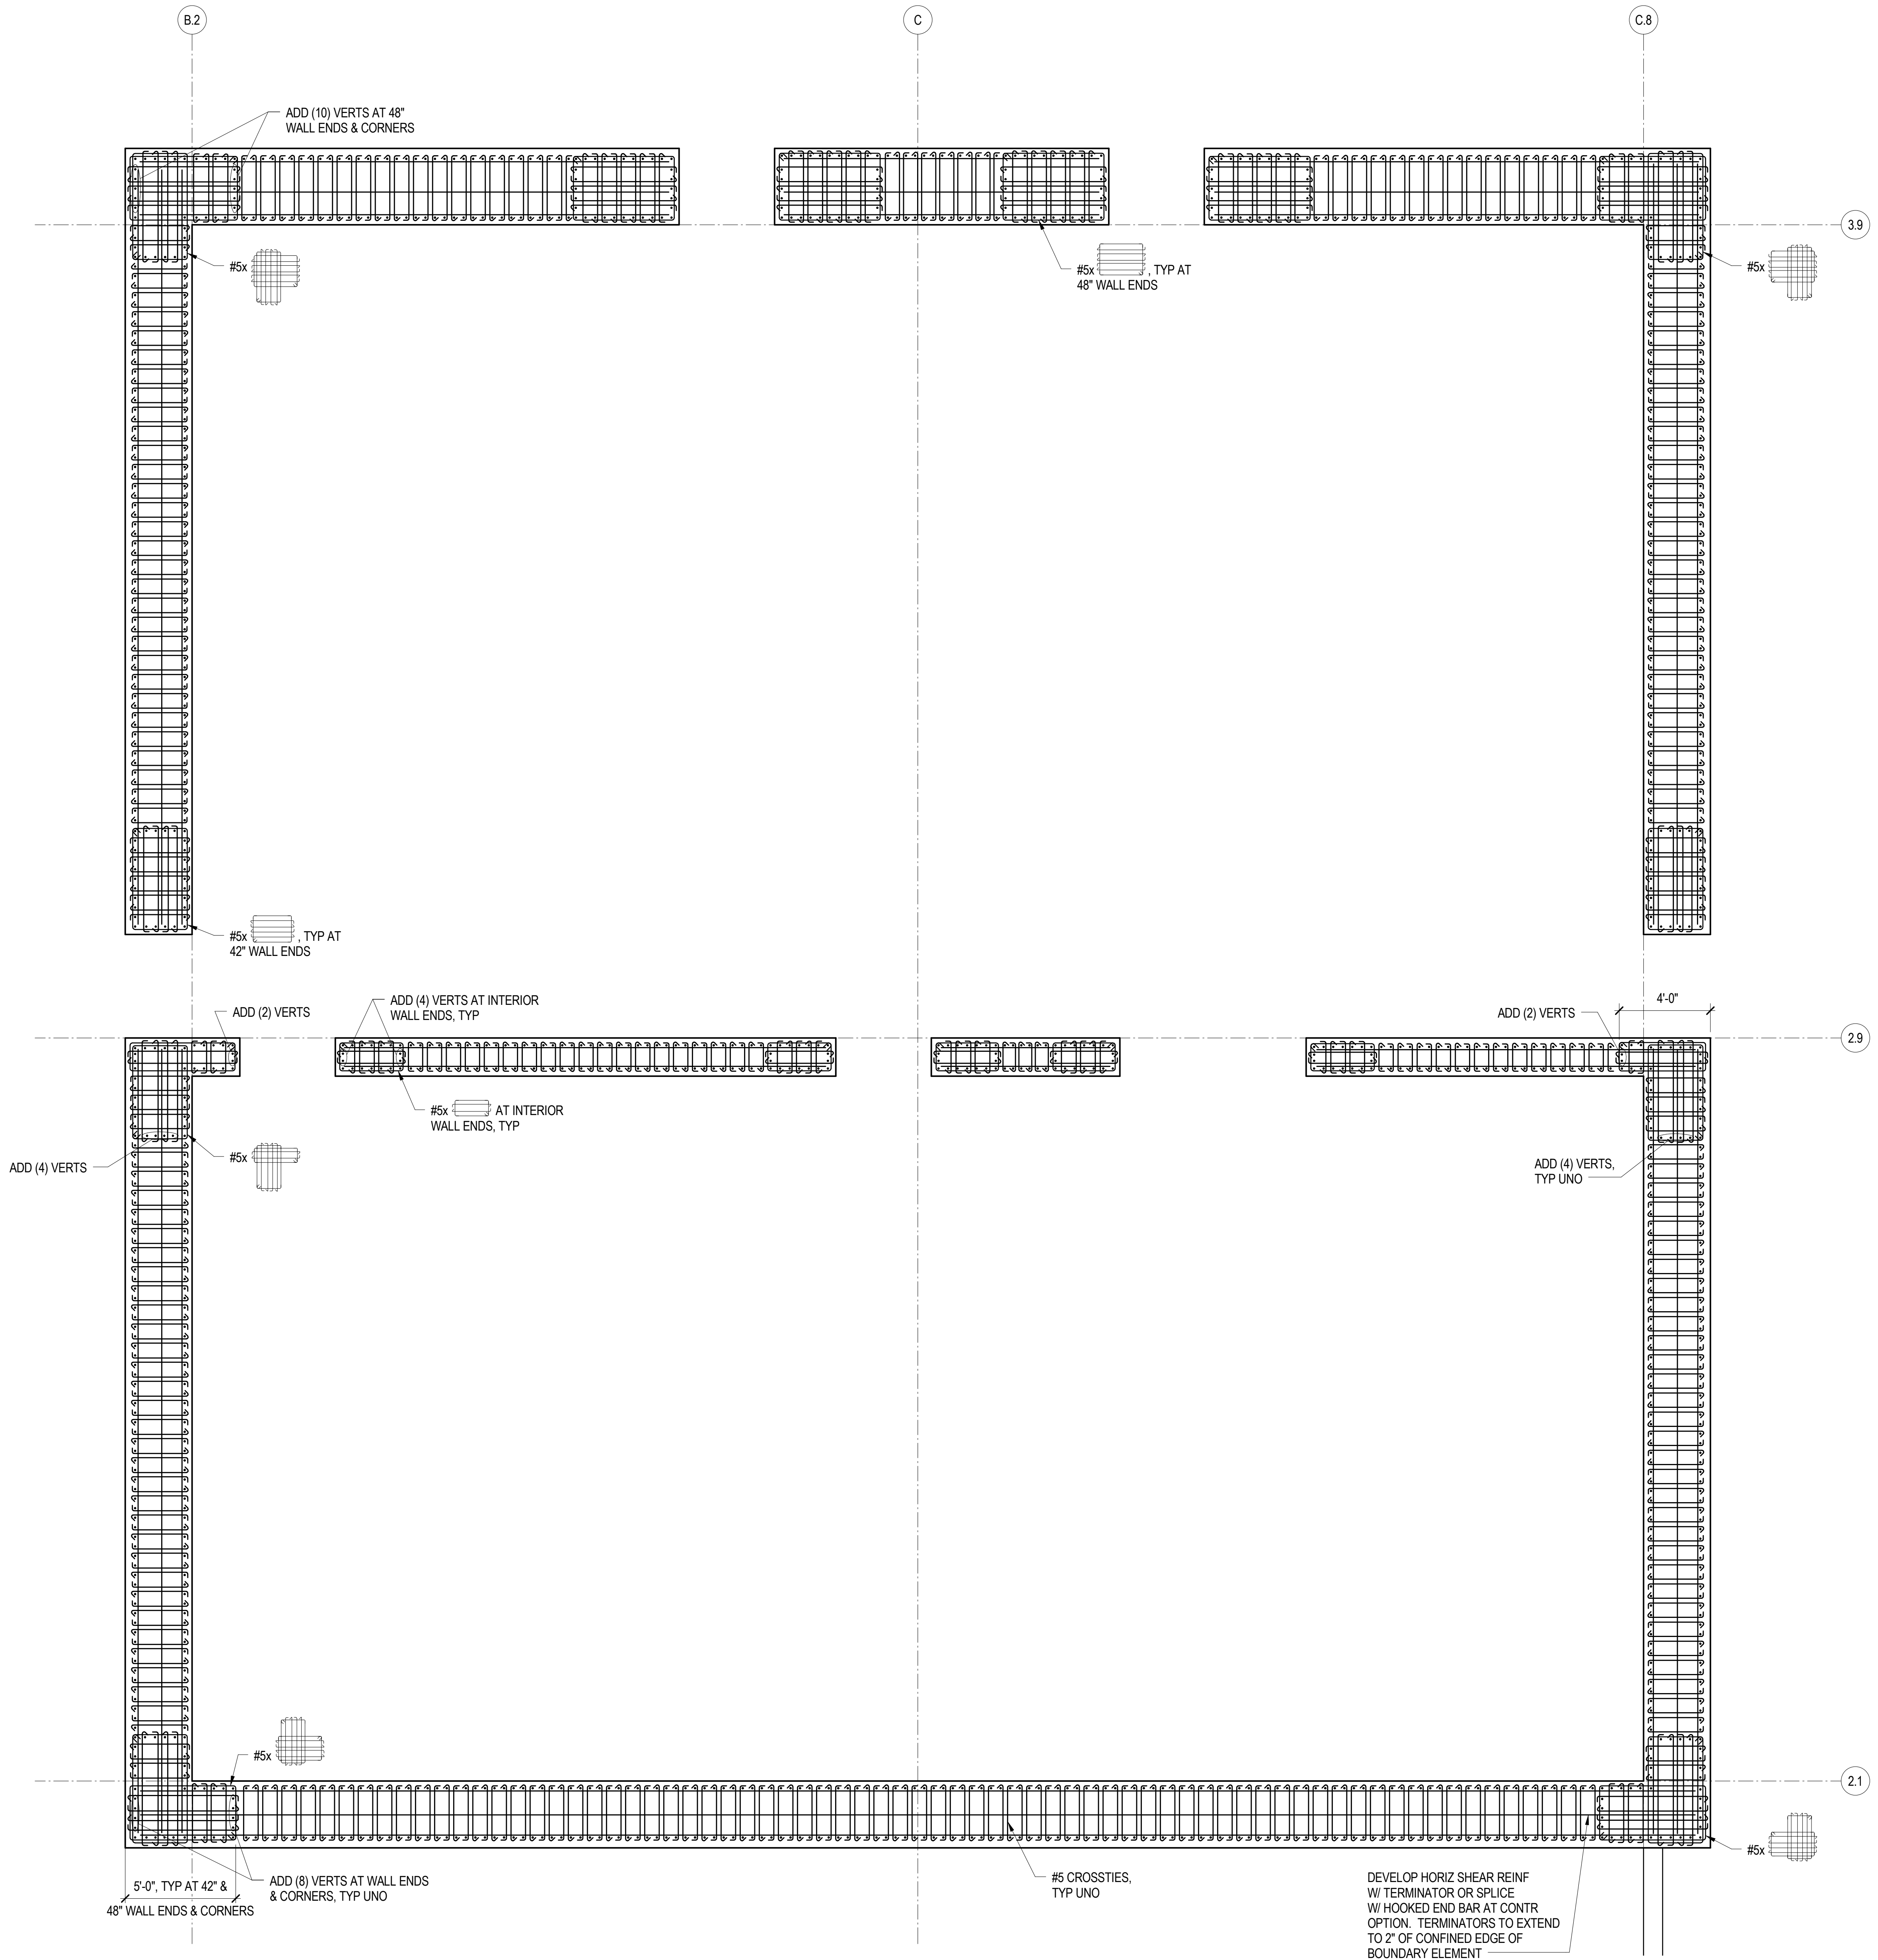 B.2
C
C.8
ADD (10) VERTS AT 48"
WALL ENDS & CORNERS
3.9
#5x
#5x , TYP AT
48" WALL ENDS
#5x
#5x , TYP AT
42" WALL ENDS
ADD (2) VERTS
ADD (4) VERTS AT INTERIOR
WALL ENDS, TYP
4'-0"
ADD (2) VERTS
2.9
#5x AT INTERIOR
WALL ENDS, TYP
ADD (4) VERTS
#5x
ADD (4) VERTS,
TYP UNO
#5x
2.1
#5x
5'-0", TYP AT 42" &
48" WALL ENDS & CORNERS
ADD (8) VERTS AT WALL ENDS
& CORNERS, TYP UNO
#5 CROSSTIES,
TYP UNO
DEVELOP HORIZ SHEAR REINF
W/ TERMINATOR OR SPLICE
W/ HOOKED END BAR AT CONTR
OPTION. TERMINATORS TO EXTEND
TO 2" OF CONFINED EDGE OF
BOUNDARY ELEMENT